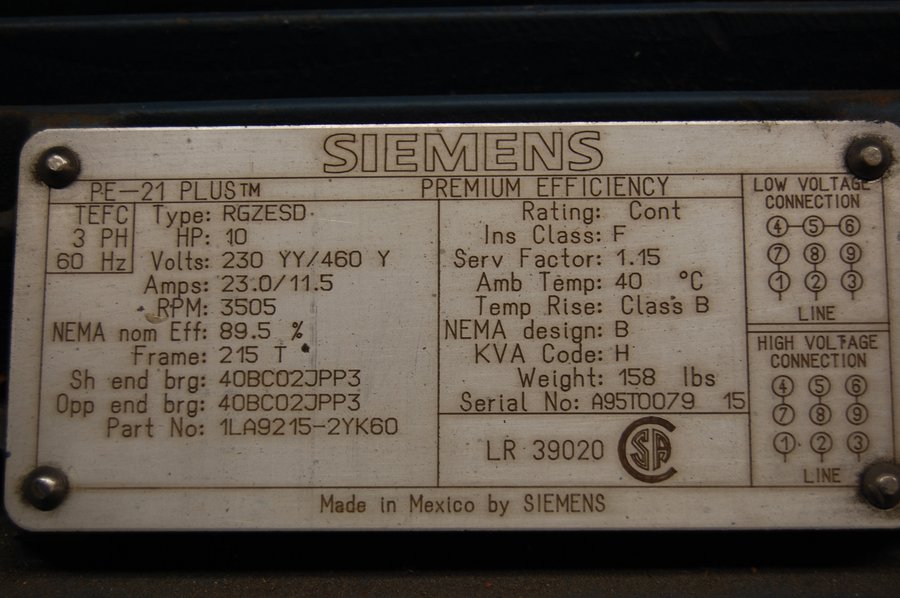 SIEMENS
PE-21 PLUS™ PREMIUM EFFICIENCY
TEFC
3 PH
60 Hz
Type: RGZESD
HP: 10
Volts: 230 YY/460 Y
Amps: 23.0/11.5
RPM: 3505
NEMA nom Eff: 89.5 %
Frame: 215 T
Sh end brg: 40BC02JPP3
Opp end brg: 40BC02JPP3
Part No: 1LA9215-2YK60
Rating: Cont
Ins Class: F
Serv Factor: 1.15
Amb Temp: 40 °C
Temp Rise: Class B
NEMA design: B
KVA Code: H
Weight: 158 lbs
Serial No: A95T0079 15
LR 39020 CSA
LOW VOLTAGE
CONNECTION
4 5 6
7 8 9
1 2 3
LINE
HIGH VOLTAGE
CONNECTION
4 5 6
7 8 9
1 2 3
LINE
Made in Mexico by SIEMENS